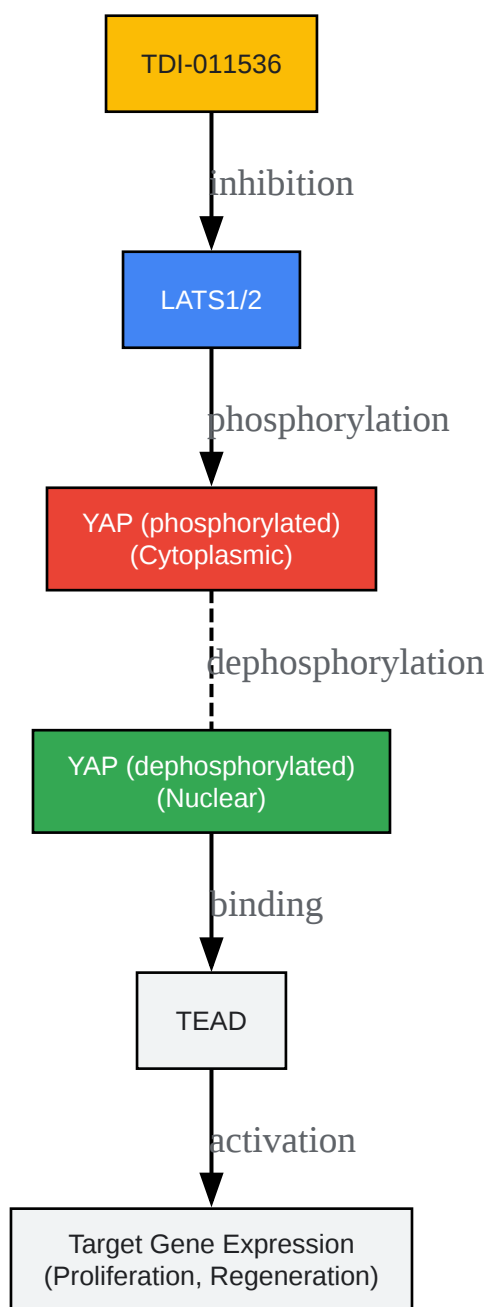 TDI-011536
inhibition
LATS1/2
phosphorylation
YAP (phosphorylated)
(Cytoplasmic)
dephosphorylation
YAP (dephosphorylated)
(Nuclear)
binding
TEAD
activation
Target Gene Expression
(Proliferation, Regeneration)